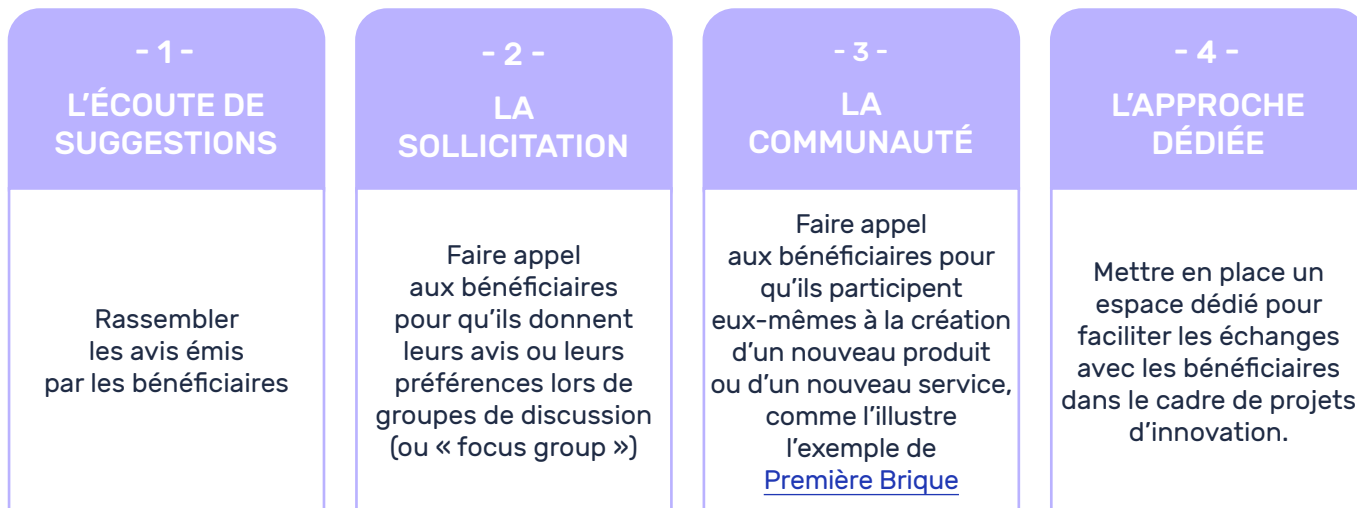 - 1 -
L’ÉCOUTE DE
SUGGESTIONS
Rassembler
les avis émis
par les bénéficiaires
- 2 -
LA
SOLLICITATION
Faire appel
aux bénéficiaires
pour qu’ils donnent
leurs avis ou leurs
préférences lors de
groupes de discussion
(ou « focus group »)
- 3 -
LA
COMMUNAUTÉ
Faire appel
aux bénéficiaires pour
qu’ils participent
eux-mêmes à la création
d’un nouveau produit
ou d’un nouveau service,
comme l’illustre
l’exemple de
Première Brique
- 4 -
L’APPROCHE
DÉDIÉE
Mettre en place un
espace dédié pour
faciliter les échanges
avec les bénéficiaires
dans le cadre de projets
d’innovation.